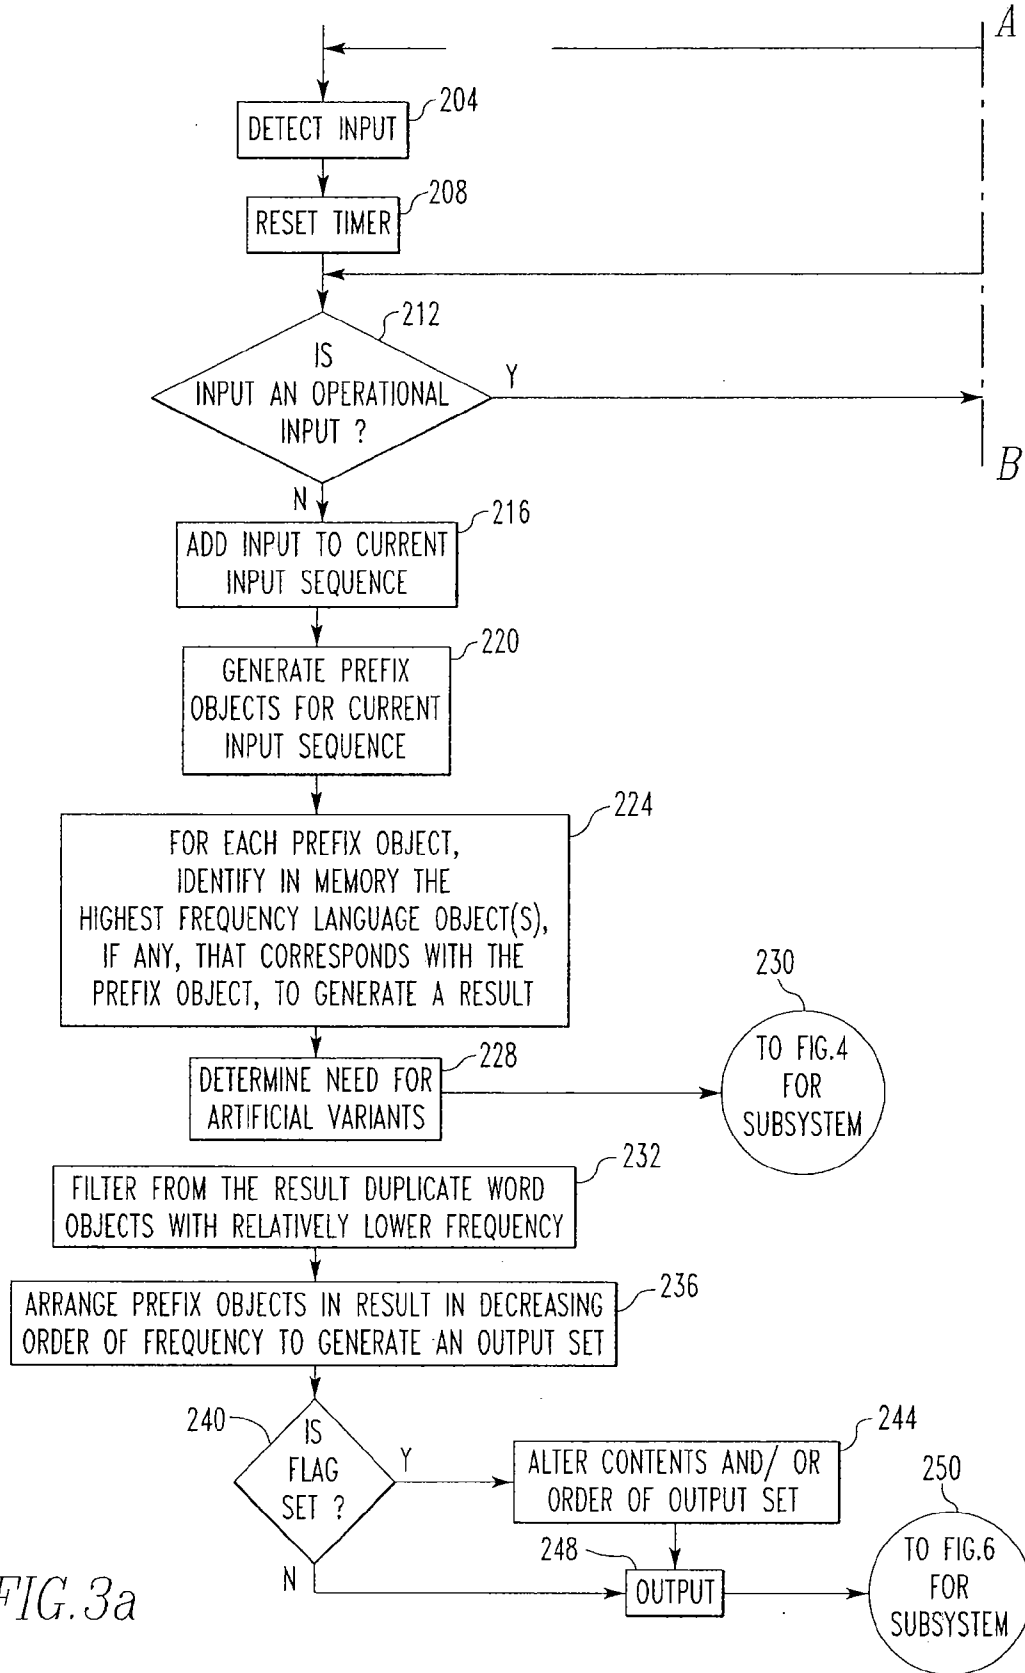 A
204
DETECT INPUT
208
RESET TIMER
212
IS
INPUT AN OPERATIONAL
INPUT ?
Y
B
N
216
ADD INPUT TO CURRENT
INPUT SEQUENCE
220
GENERATE PREFIX
OBJECTS FOR CURRENT
INPUT SEQUENCE
224
FOR EACH PREFIX OBJECT,
IDENTIFY IN MEMORY THE
HIGHEST FREQUENCY LANGUAGE OBJECT(S),
IF ANY, THAT CORRESPONDS WITH THE
PREFIX OBJECT, TO GENERATE A RESULT
228
DETERMINE NEED FOR
ARTIFICIAL VARIANTS
230
TO FIG.4
FOR
SUBSYSTEM
232
FILTER FROM THE RESULT DUPLICATE WORD
OBJECTS WITH RELATIVELY LOWER FREQUENCY
236
ARRANGE PREFIX OBJECTS IN RESULT IN DECREASING
ORDER OF FREQUENCY TO GENERATE AN OUTPUT SET
240
IS
FLAG
SET ?
Y
244
ALTER CONTENTS AND/ OR
ORDER OF OUTPUT SET
N
248
OUTPUT
250
TO FIG.6
FOR
SUBSYSTEM
FIG.3a